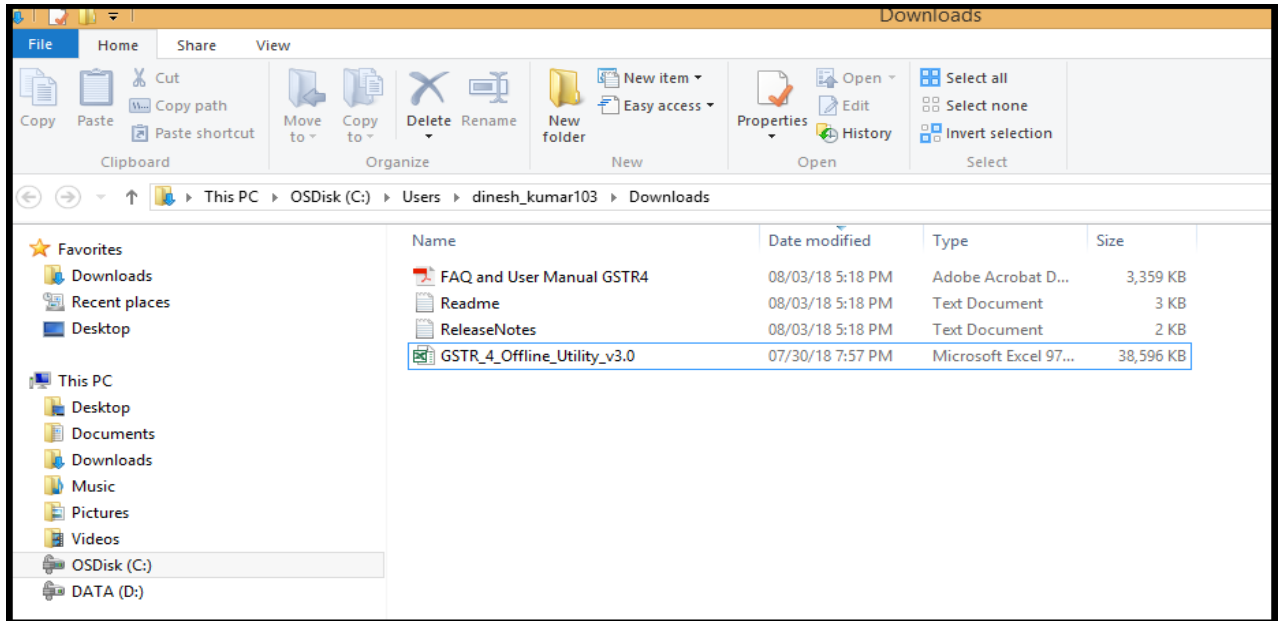 Downloads
File Home Share View
Copy Paste Cut Copy path Paste shortcut Move to Copy to Delete Rename New folder New item Easy access Properties Open Edit History Select all Select none Invert selection
Clipboard Organize New Open Select
This PC OSDisk (C:) Users dinesh_kumar103 Downloads
Favorites
Downloads
Recent places
Desktop
This PC
Desktop
Documents
Downloads
Music
Pictures
Videos
OSDisk (C:)
DATA (D:)
Name Date modified Type Size
FAQ and User Manual GSTR4 08/03/18 5:18 PM Adobe Acrobat D... 3,359 KB
Readme 08/03/18 5:18 PM Text Document 3 KB
ReleaseNotes 08/03/18 5:18 PM Text Document 2 KB
GSTR_4_Offline_Utility_v3.0 07/30/18 7:57 PM Microsoft Excel 97... 38,596 KB